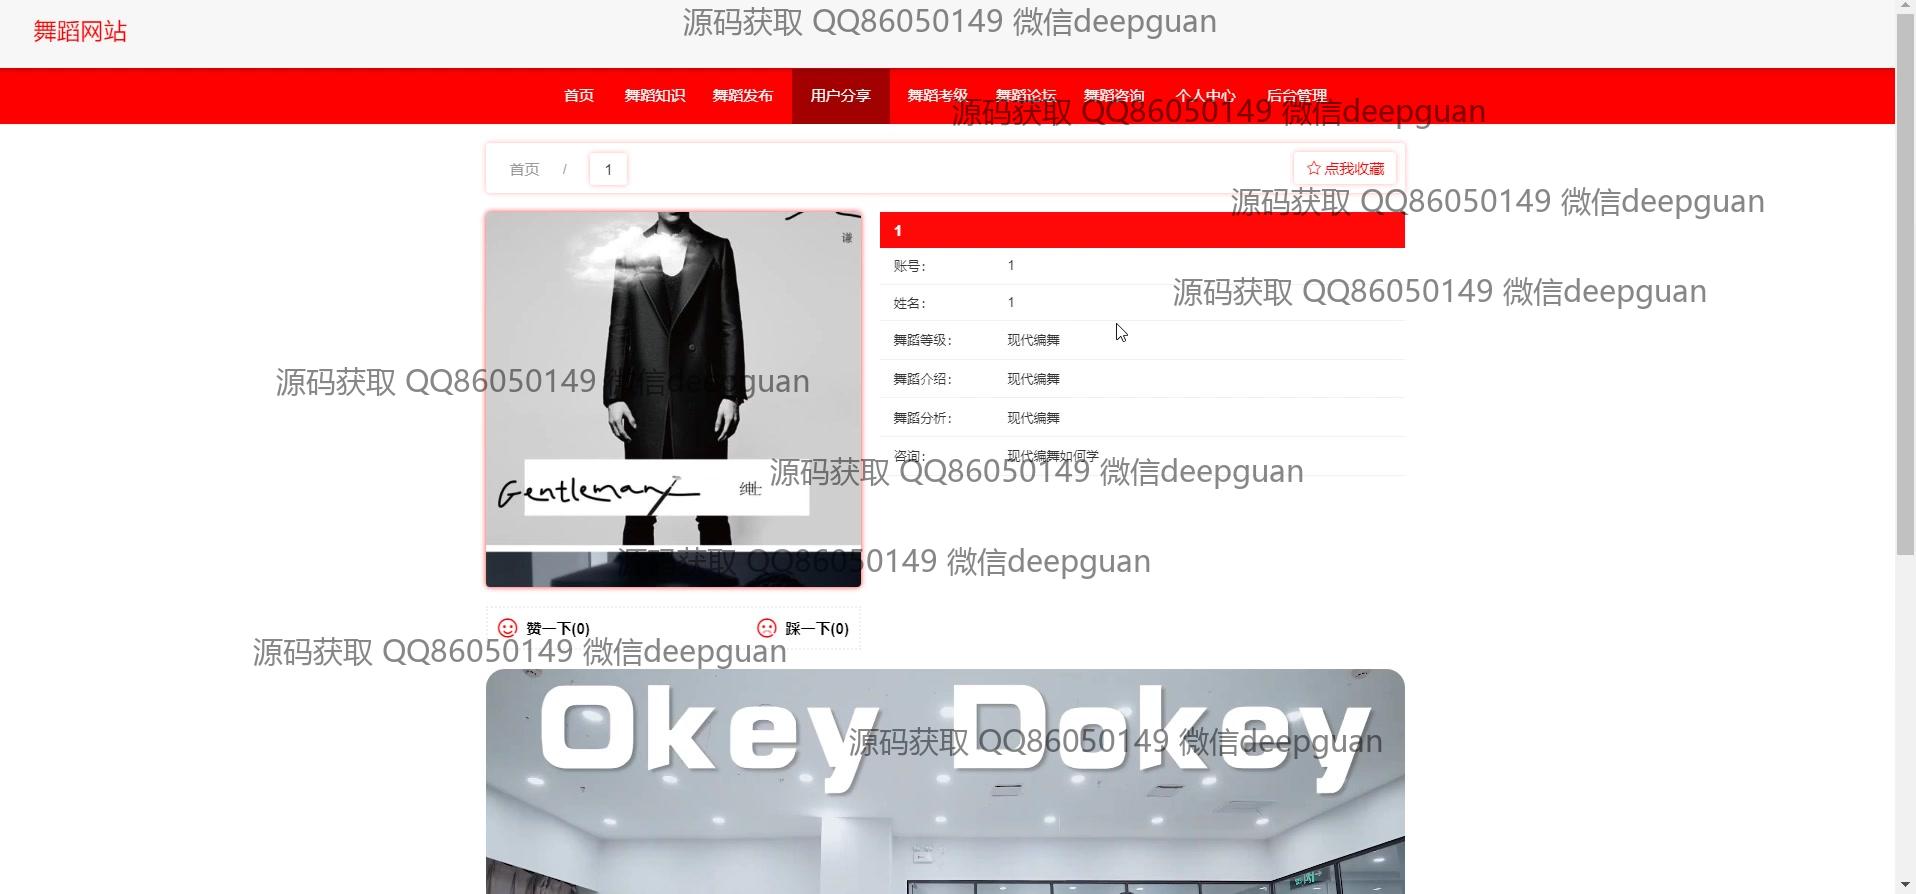 舞蹈网站
源码获取 QQ86050149 微信deepguan
首页 舞蹈知识 舞蹈发布 用户分享 舞蹈考级 舞蹈论坛 舞蹈咨询 个人中心 后台管理
源码获取 QQ86050149 微信deepguan
首页 / 1 ☆ 点我收藏
源码获取 QQ86050149 微信deepguan
谦
1
账号: 1
姓名: 1
源码获取 QQ86050149 微信deepguan
舞蹈等级: 现代编舞
舞蹈介绍: 现代编舞
源码获取 QQ86050149 微信deepguan
舞蹈分析: 现代编舞
咨询: 现代编舞如何学
源码获取 QQ86050149 微信deepguan
Gentleman 绅士
源码获取 QQ86050149 微信deepguan
赞一下(0) 踩一下(0)
源码获取 QQ86050149 微信deepguan
Okey Dokey
源码获取 QQ86050149 微信deepguan